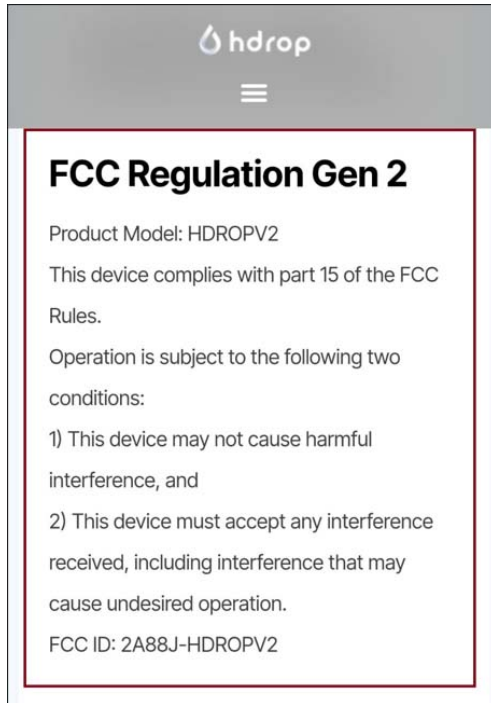 hdrop
FCC Regulation Gen 2
Product Model: HDROPV2
This device complies with part 15 of the FCC
Rules.
Operation is subject to the following two
conditions:
1) This device may not cause harmful
interference, and
2) This device must accept any interference
received, including interference that may
cause undesired operation.
FCC ID: 2A88J-HDROPV2